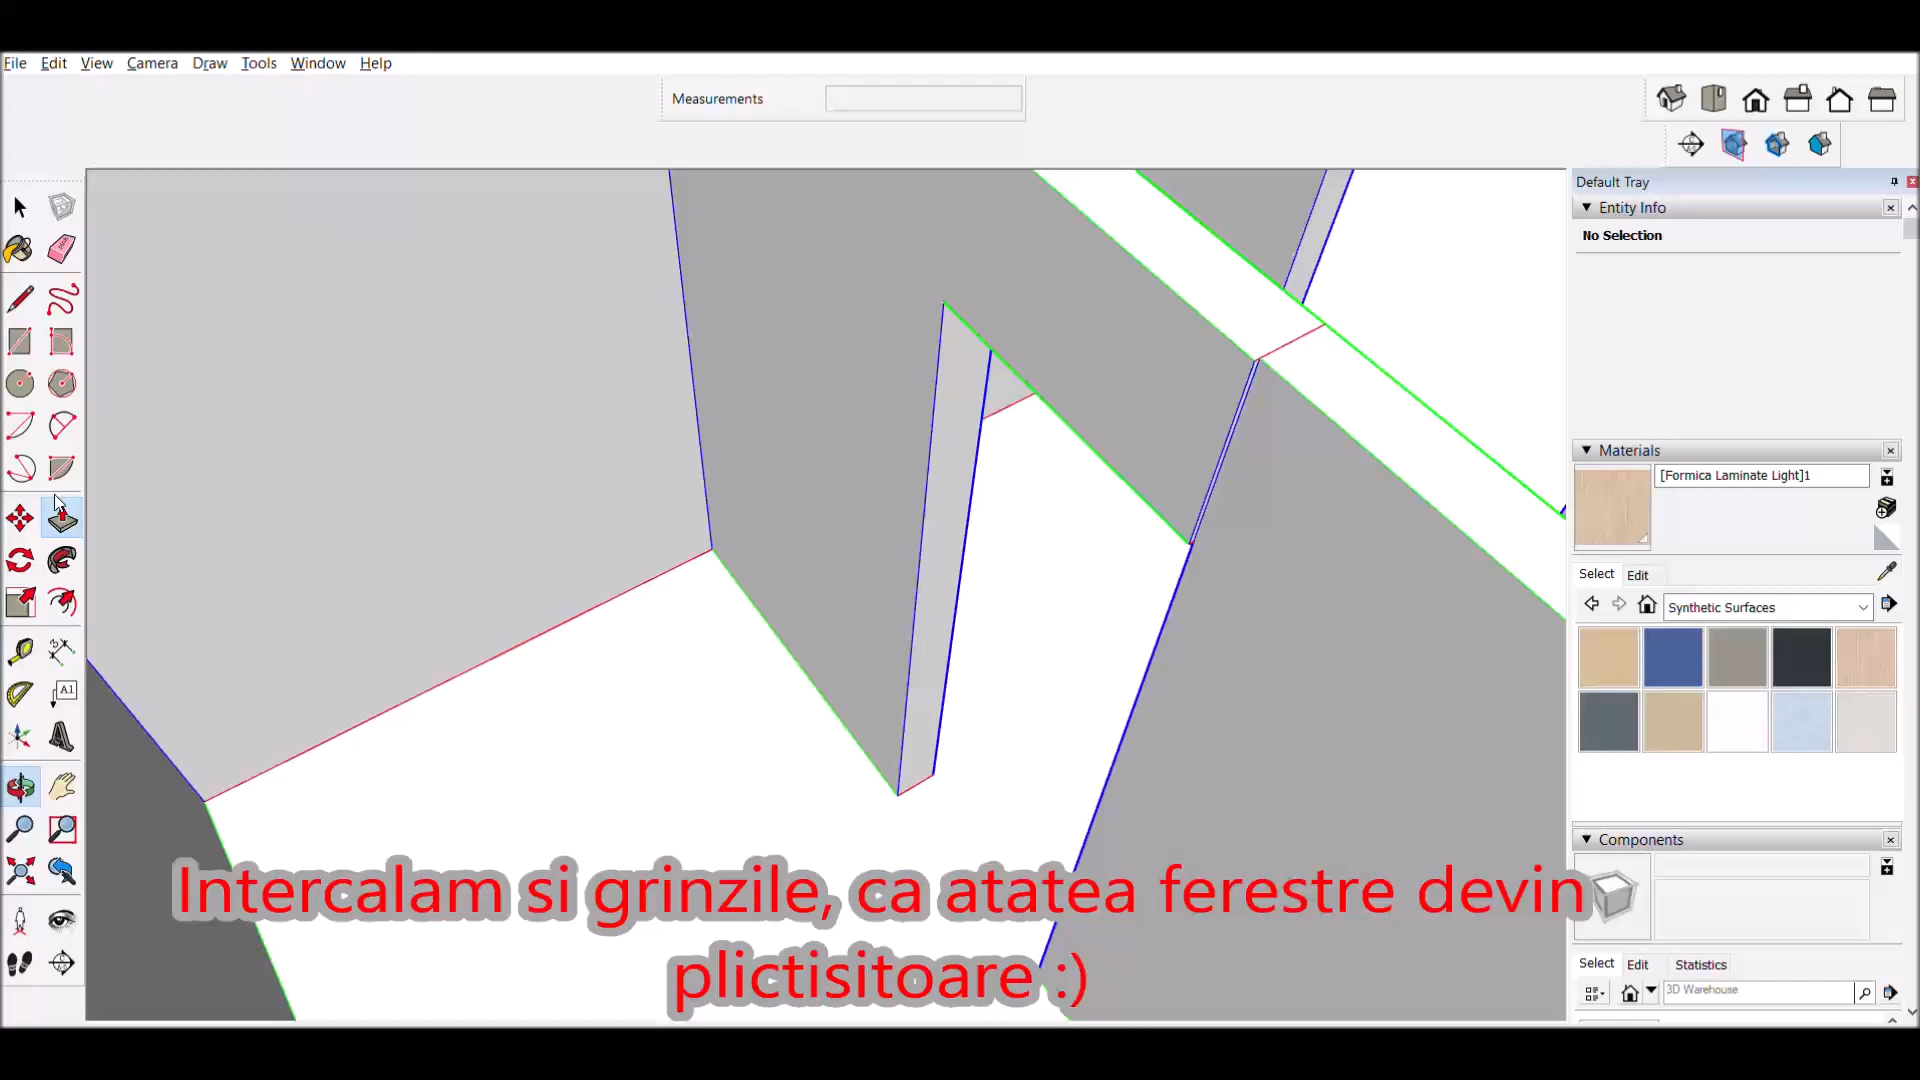 File Edit View Camera Draw Tools Window Help
Measurements
Default Tray
Entity Info
No Selection
Materials
[Formica Laminate Light]1
Select Edit
Synthetic Surfaces
A1
Components
Intercalam si grinzile, ca atatea ferestre devin
plictisitoare :)
Select Edit Statistics
3D Warehouse